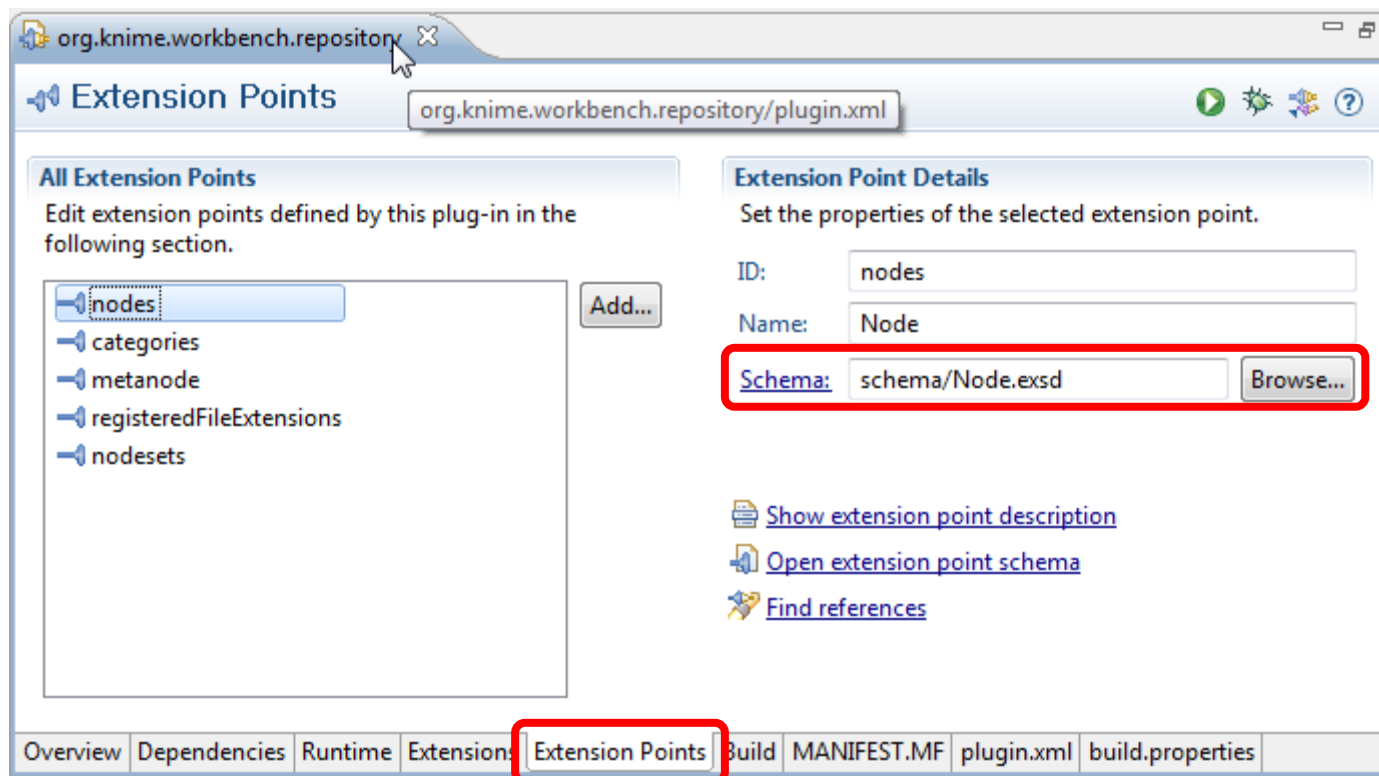 org.knime.workbench.repository
Extension Points
org.knime.workbench.repository/plugin.xml
All Extension Points
Edit extension points defined by this plug-in in the
following section.
nodes
categories
metanode
registeredFileExtensions
nodesets
Add...
Extension Point Details
Set the properties of the selected extension point.
ID: nodes
Name: Node
Schema: schema/Node.exsd Browse...
Show extension point description
Open extension point schema
Find references
Overview Dependencies Runtime Extensions Extension Points Build MANIFEST.MF plugin.xml build.properties